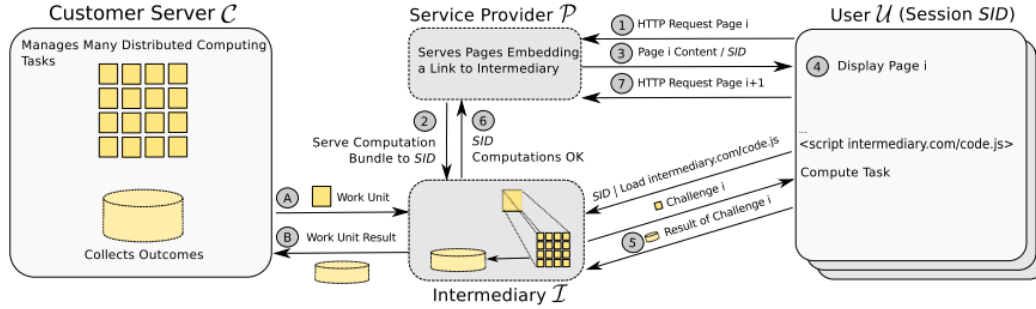 Customer Server C
Manages Many Distributed Computing
Tasks
Collects Outcomes
A
Work Unit
B
Work Unit Result
Service Provider P
Serves Pages Embedding
a Link to Intermediary
2
Serve Computation
Bundle to SID
6
SID
Computations OK
Intermediary I
1 HTTP Request Page i
3 Page i Content / SID
7 HTTP Request Page i+1
SID | Load intermediary.com/code.js
Challenge i
5 Result of Challenge i
User U (Session SID)
4 Display Page i
...
<script intermediary.com/code.js>
Compute Task